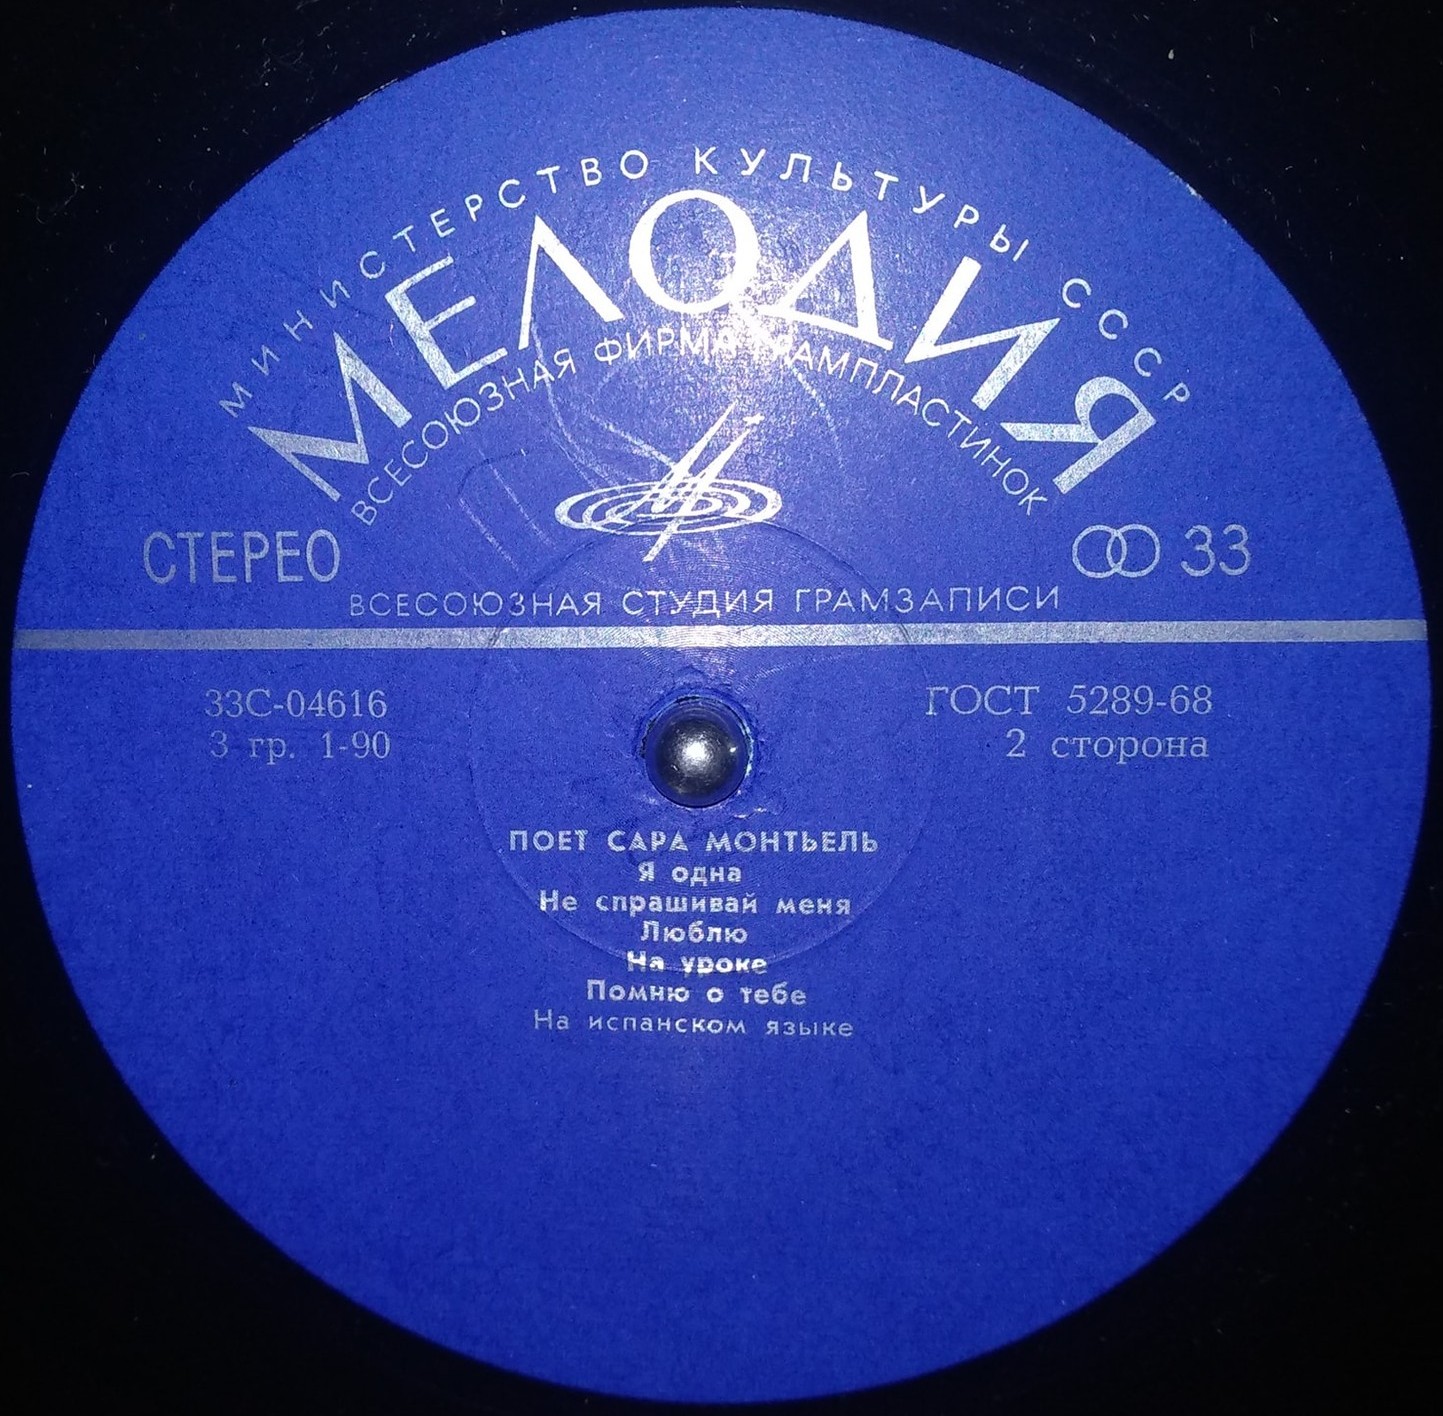 МИНИСТЕРСТВО КУЛЬТУРЫ СССР
МЕЛОДИЯ
ВСЕСОЮЗНАЯ ФИРМА ГРАМПЛАСТИНОК
СТЕРЕО
33
ВСЕСОЮЗНАЯ СТУДИЯ ГРАМЗАПИСИ
33С-04616
ГОСТ 5289-68
3 гр. 1-90
2 сторона
ПОЕТ САРА МОНТЬЕЛЬ
Я одна
Не спрашивай меня
Люблю
На уроке
Помню о тебе
На испанском языке